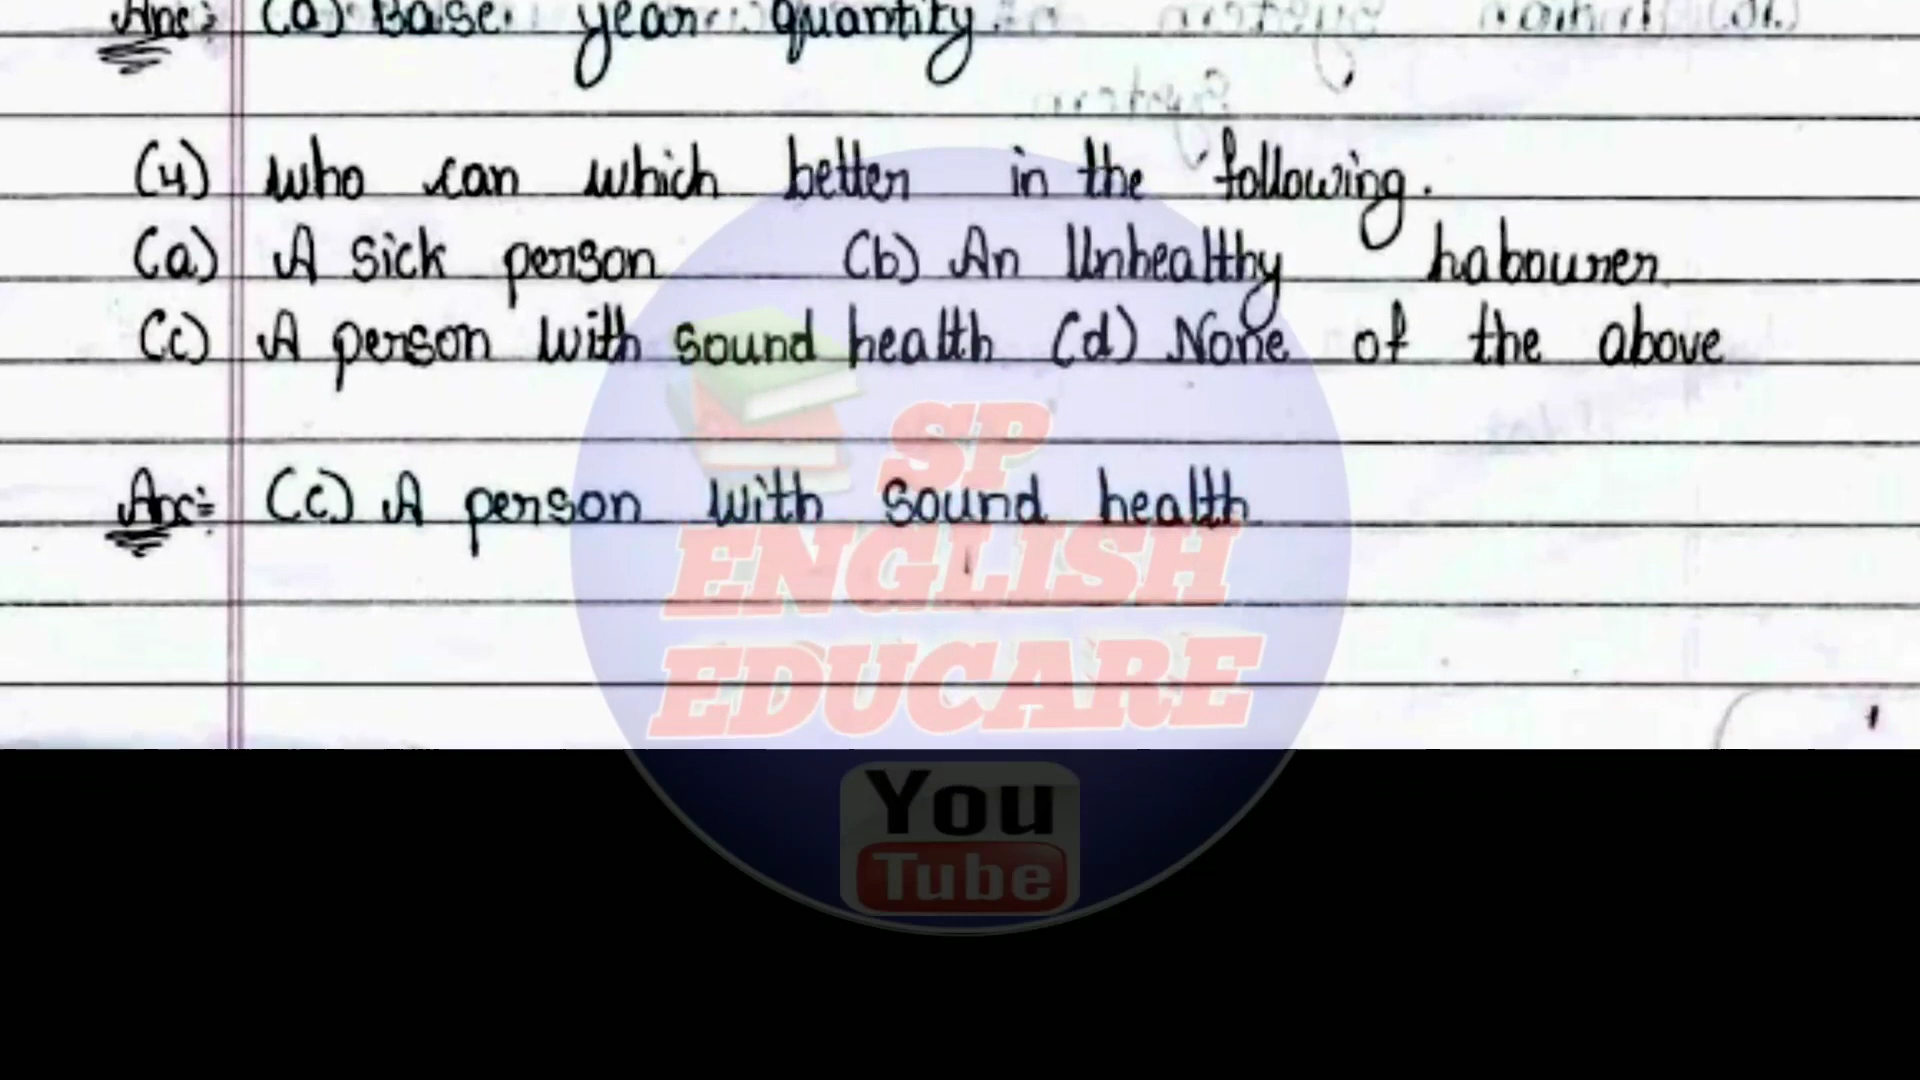 Ans:- (a) Base year quantity.
(4) who can which better in the following.
(a) A sick person (b) An Unhealthy habourer
(c) A person with sound health (d) None of the above
Ans:- (c) A person with sound health
SP
ENGLISH
EDUCARE
You
Tube